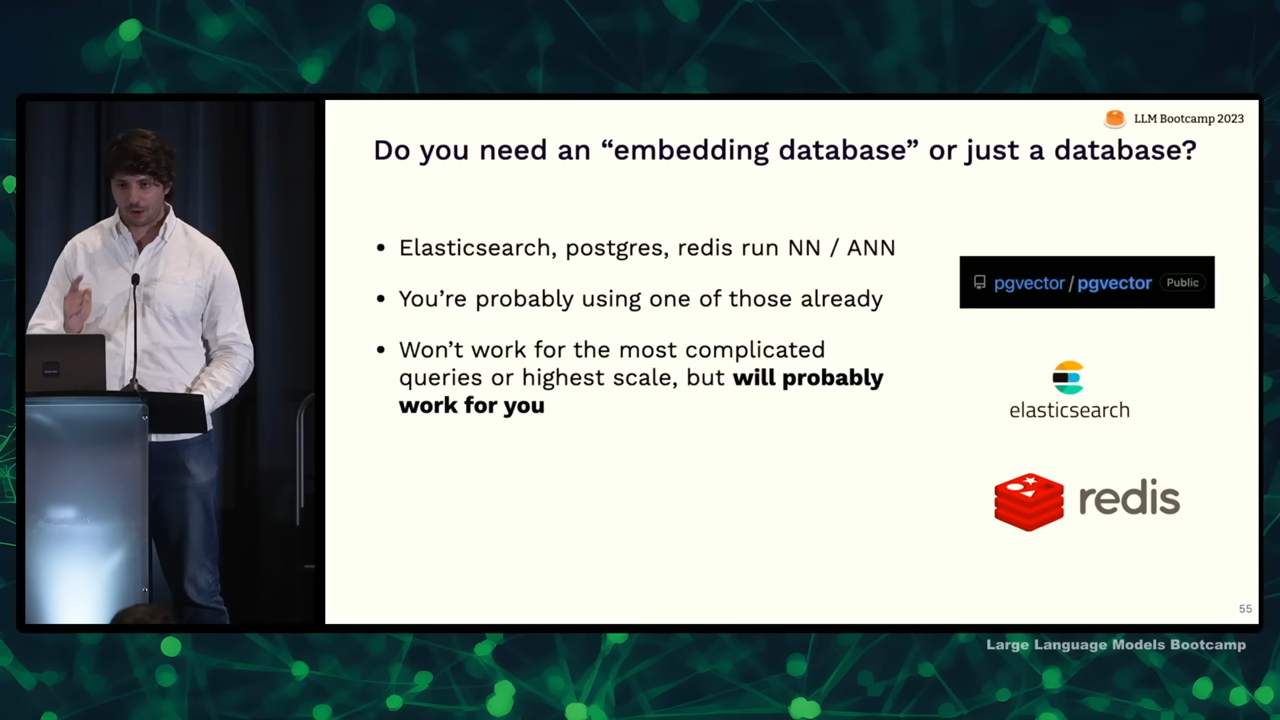 LLM Bootcamp 2023
Do you need an “embedding database” or just a database?
• Elasticsearch, postgres, redis run NN / ANN
• You’re probably using one of those already
• Won’t work for the most complicated
queries or highest scale, but will probably
work for you
pgvector / pgvector Public
elasticsearch
redis
55
Large Language Models Bootcamp